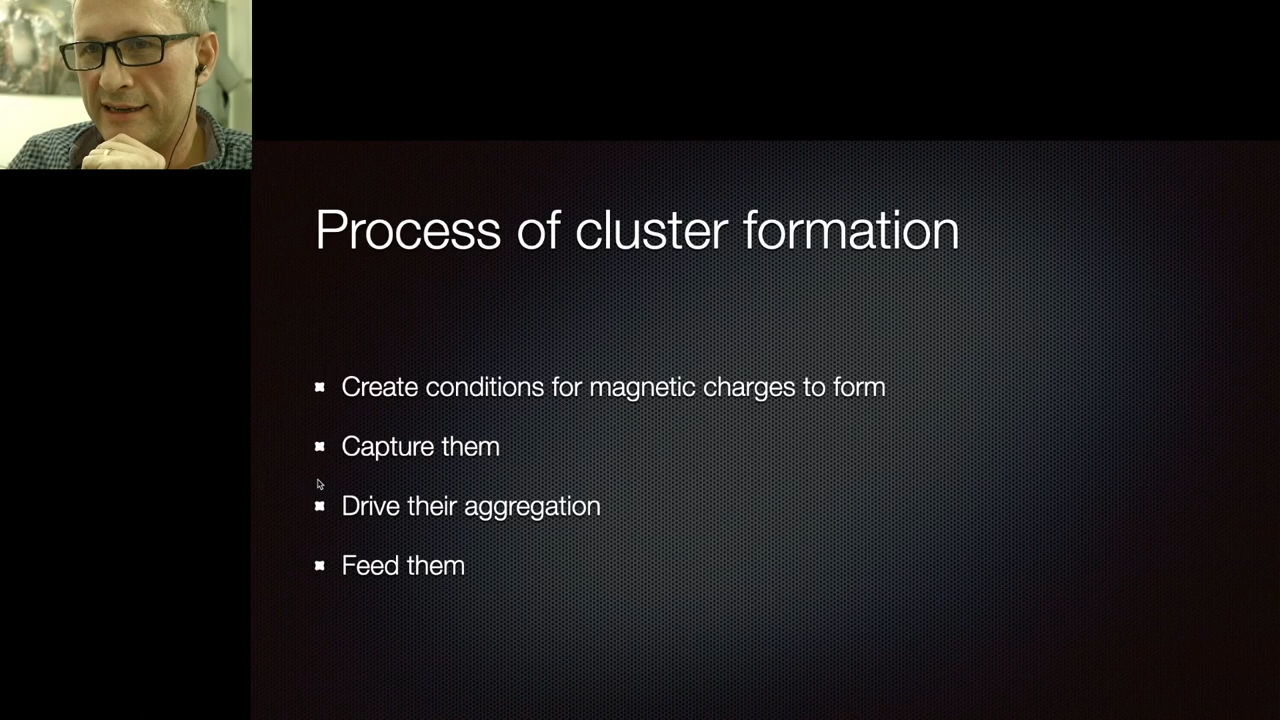 Process of cluster formation
Create conditions for magnetic charges to form
Capture them
Drive their aggregation
Feed them